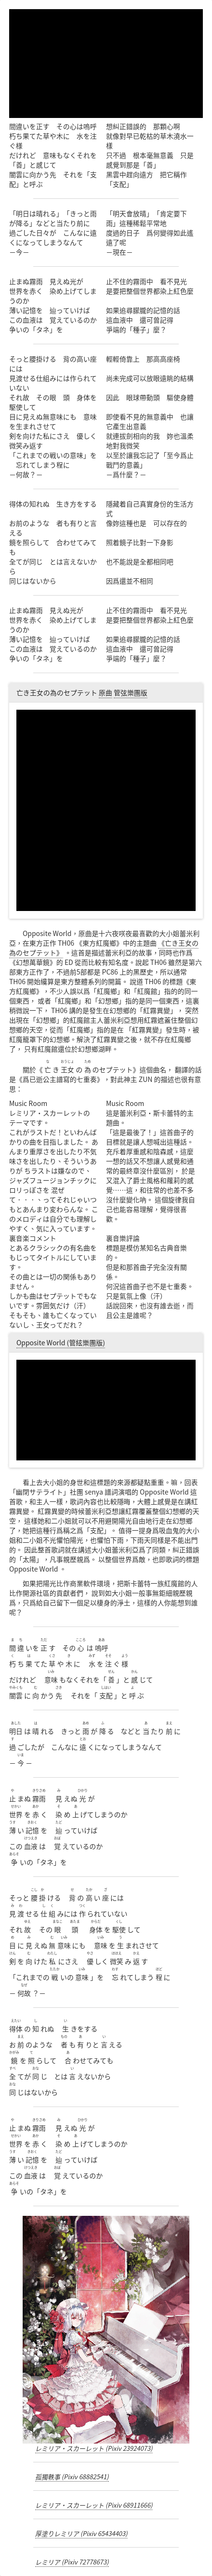 間違いを正す その心は嗚呼
朽ち果てた草や木に 水を注ぐ様
だけれど 意味もなくそれを「善」と感じて
闇雲に向かう先 それを「支配」と呼ぶ
想糾正錯誤的 那顆心啊
就像對早已乾枯的草木澆水一樣
只不過 根本毫無意義 只是感覺到那是「善」
黑雲中趕向遠方 把它稱作「支配」
「明日は晴れる」「きっと雨が降る」などと当たり前に
過ごした日々が こんなに遠くになってしまうなんて
－今－
「明天會放晴」「肯定要下雨」這種稀鬆平常地
度過的日子 爲何變得如此遙遠了呢
－現在－
止まぬ霧雨 見えぬ光が
世界を赤く 染め上げてしまうのか
薄い記憶を 辿っていけば
この血液は 覚えているのか
争いの「タネ」を
止不住的霧雨中 看不見光
是要把整個世界都染上紅色麼
如果追尋朦朧的記憶的話
這血液中 還可曾記得
爭端的「種子」麼？
そっと腰掛ける 背の高い座には
見渡せる仕組みには作られていない
それ故 その眼 頭 身体を駆使して
目に見えぬ無意味にも 意味を生まれさせて
剣を向けた私にさえ 優しく微笑み返す
「これまでの戦いの意味」を 忘れてしまう程に
－何故？－
輕輕倚靠上 那高高座椅
尚未完成可以放眼遠眺的結構
因此 眼球帶動頭 驅使身體
即使看不見的無意義中 也讓它產生出意義
就連拔劍相向的我 妳也溫柔地對我微笑
以至於讓我忘記了「至今爲止戰鬥的意義」
－爲什麼？－
得体の知れぬ 生き方をする
お前のような 者も有りと言える
鏡を照らして 合わせてみても
全てが同じ とは言えないから
同じはないから
隱藏着自己真實身份的生活方式
像妳這種也是 可以存在的
照着鏡子比對一下身影
也不能說是全都相同吧
因爲還並不相同
止まぬ霧雨 見えぬ光が
世界を赤く 染め上げてしまうのか
薄い記憶を 辿っていけば
この血液は 覚えているのか
争いの「タネ」を
止不住的霧雨中 看不見光
是要把整個世界都染上紅色麼
如果追尋朦朧的記憶的話
這血液中 還可曾記得
爭端的「種子」麼？
亡き王女の為のセプテット 原曲 管弦樂團版
Opposite World，原曲是十六夜咲夜最喜歡的大小姐蕾米利亞，在東方正作 TH06 《東方紅魔鄉》中的主題曲 《亡き王女の為のセプテット》 。這首是描述蕾米利亞的故事，同時也作爲《幻想萬華鏡》的 ED 從而比較有知名度。說起 TH06 雖然是第六部東方正作了，不過前5部都是 PC86 上的黑歷史，所以通常 TH06 開始纔算是東方整個系列的開篇。 說道 TH06 的標題《東方紅魔鄉》，不少人誤以爲「紅魔鄉」和「紅魔館」指的的同一個東西， 或者「紅魔鄉」和「幻想鄉」指的是同一個東西，這裏稍微說一下， TH06 講的是發生在幻想鄉的「紅霧異變」， 突然出現在「幻想鄉」的紅魔館主人蕾米利亞想用紅霧遮蓋住整個幻想鄉的天空，從而「紅魔鄉」指的是在「紅霧異變」發生時，被紅魔籠罩下的幻想鄉。解決了紅霧異變之後，就不存在紅魔鄉了， 只有紅魔館還位於幻想鄉湖畔。
關於《亡き王女の為のセプテット》這個曲名， 翻譯的話是《爲已逝公主譜寫的七重奏》，對此神主 ZUN 的描述也很有意思：
Music Room
レミリア・スカーレットのテーマです。
これがラストだ！といわんばかりの曲を目指しました。 あんまり重厚さを出したり不気味さを出したり・そういうありがちラストは嫌なので・ ジャズフュージョンチックにロリっぽさを混ぜて・・・、ってそれじゃいつもとあんまり変わらんな。 このメロディは自分でも理解しやすく、気に入っています。
裏音楽コメント
とあるクラシックの有名曲をもじってタイトルにしています。
その曲とは一切の関係もありません。
しかも曲はセプテットでもないです。雰囲気だけ（汗）
そもそも、誰も亡くなっていないし、王女ってだれ？
Music Room
這是蕾米利亞・斯卡蕾特的主題曲。
「這是最後了！」這首曲子的目標就是讓人想喊出這種話。 充斥着厚重感和陰森感，這麼一想的話又不想讓人感覺和通常的最終章沒什麼區別， 於是又混入了爵士風格和蘿莉的感覺……這，和往常的也差不多沒什麼變化吶。 這個旋律我自己也能容易理解，覺得很喜歡。
裏音樂評論
標題是模仿某知名古典音樂的。
但是和那首曲子完全沒有關係。
何況這首曲子也不是七重奏。只是氣氛上像（汗）
話說回來，也沒有誰去逝，而且公主是誰呢？
Opposite World (管絃樂團版)
看上去大小姐的身世和這標題的來源都疑點重重。嘛，回表「幽閉サテライト」社團 senya 譜詞演唱的 Opposite World 這首歌，和主人一樣，歌詞內容也比較隱晦，大體上感覺是在講紅霧異變。 紅霧異變的時候蕾米利亞想讓紅霧覆蓋整個幻想鄉的天空， 這樣她和二小姐就可以不用避開陽光自由地行走在幻想鄉了，她把這種行爲稱之爲「支配」。 值得一提身爲吸血鬼的大小姐和二小姐不光懼怕陽光，也懼怕下雨，下雨天同樣是不能出門的。 因此整首歌詞就在講述大小姐蕾米利亞爲了同類，糾正錯誤的「太陽」，凡事親歷親爲， 以整個世界爲敵，也即歌詞的標題 Opposite World 。
如果把陽光比作商業軟件環境，把斯卡蕾特一族紅魔館的人比作開源社區的貢獻者們， 說到如大小姐一般事無鉅細親歷親爲，只爲給自己留下一個足以棲身的淨土，這樣的人你能想到誰呢？
間違いを正す その心は嗚呼
朽ち果てた草や木に 水を注ぐ様
だけれど 意味もなくそれを「善」と感じて
闇雲に向かう先 それを「支配」と呼ぶ
明日は晴れる きっと雨が降る などと当たり前に
過ごしたが こんなに遠くになってしまうなんて
－今－
止まぬ霧雨 見えぬ光が
世界を赤く 染め上げてしまうのか
薄い記憶を 辿っていけば
この血液は 覚えているのか
争いの「タネ」を
そっと腰掛ける 背の高い座には
見渡せる仕組みには作られていない
それ故 その眼 頭 身体を駆使して
目に見えぬ無意味にも 意味を生まれさせて
剣を向けた私にさえ 優しく微笑み返す
「これまでの戦いの意味」を 忘れてしまう程に
－何故？－
得体の知れぬ 生きをする
お前のような 者も有りと言える
鏡を照らして 合わせてみても
全てが同じ とは言えないから
同じはないから
止まぬ霧雨 見えぬ光が
世界を赤く 染め上げてしまうのか
薄い記憶を 辿っていけば
この血液は 覚えているのか
争いの「タネ」を
レミリア・スカーレット (Pixiv 23924073)
孤獨執事 (Pixiv 68882541)
レミリア・スカーレット (Pixiv 68911666)
厚塗りレミリア (Pixiv 65434403)
レミリア (Pixiv 72778673)